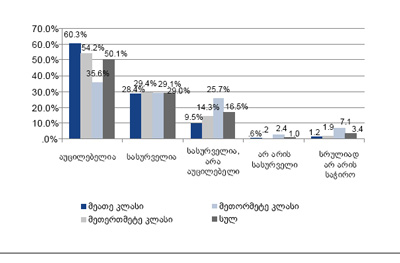 70.0%
60.0%
50.0%
40.0%
30.0%
20.0%
10.0%
.0%
60.3%
54.2%
35.6%
50.1%
28.4%
29.4%
29.1%
29.0%
9.5%
14.3%
25.7%
16.5%
.6%
.2
2.4
1.0
1.2
1.9
7.1
3.4
აუცილებელია
სასურველია
სასურველია,
არა
აუცილებელი
არ არის
სასურველი
სრულიად
არ არის
საჭირო
მეათე კლასი
მეთორმეტე კლასი
მეთერთმეტე კლასი
სულ